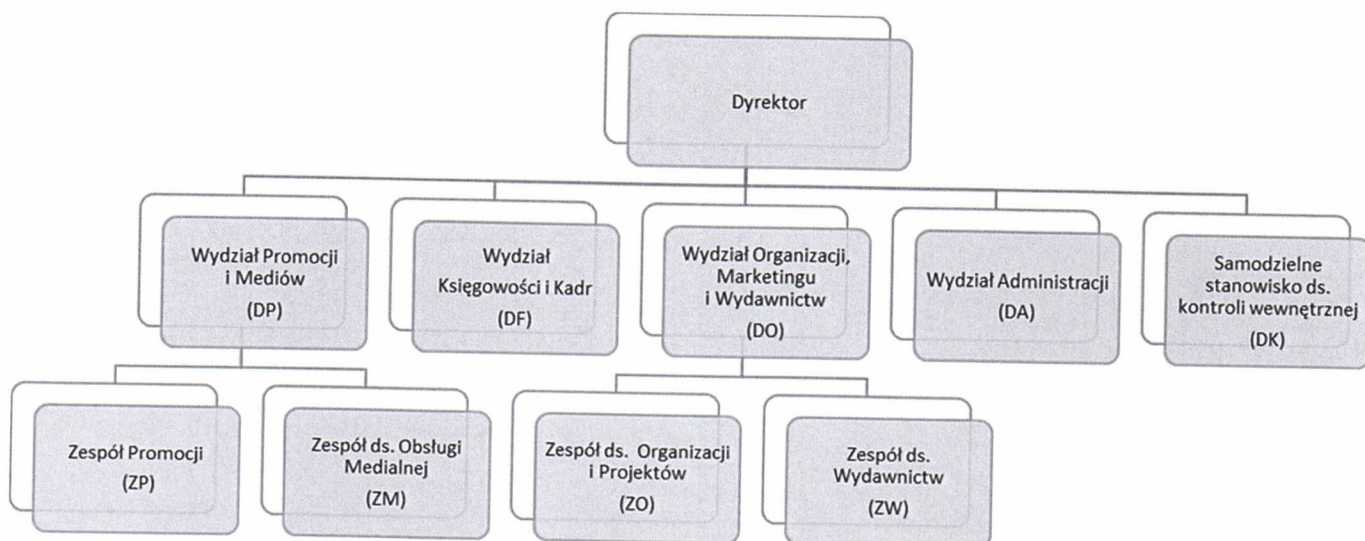 Dyrektor
Wydział Promocji
i Mediów
(DP)
Wydział
Księgowości i Kadr
(DF)
Wydział Organizacji,
Marketingu
i Wydawnictw
(DO)
Wydział Administracji
(DA)
Samodzielne
stanowisko ds.
kontroli wewnętrznej
(DK)
Zespół Promocji
(ZP)
Zespół ds. Obsługi
Medialnej
(ZM)
Zespół ds. Organizacji
i Projektów
(ZO)
Zespół ds.
Wydawnictw
(ZW)